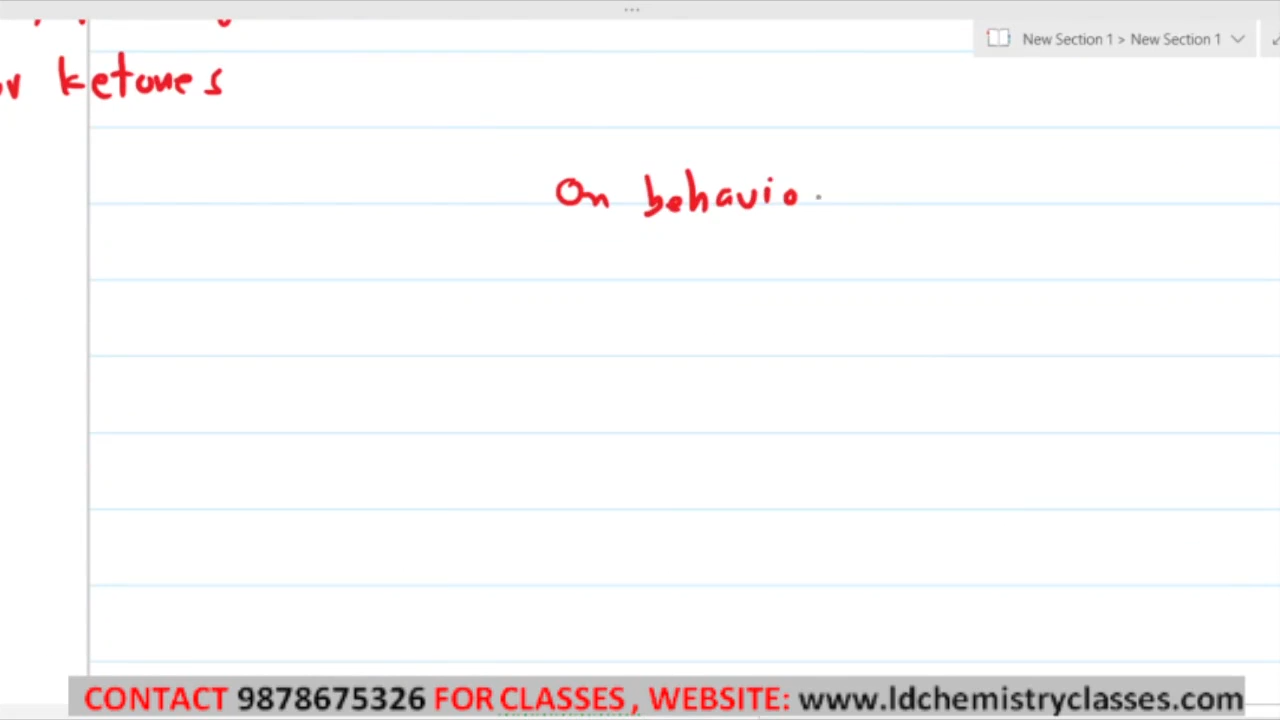 New Section 1 > New Section 1
ketones
On behavio
CONTACT 9878675326 FOR CLASSES , WEBSITE: www.ldchemistryclasses.com